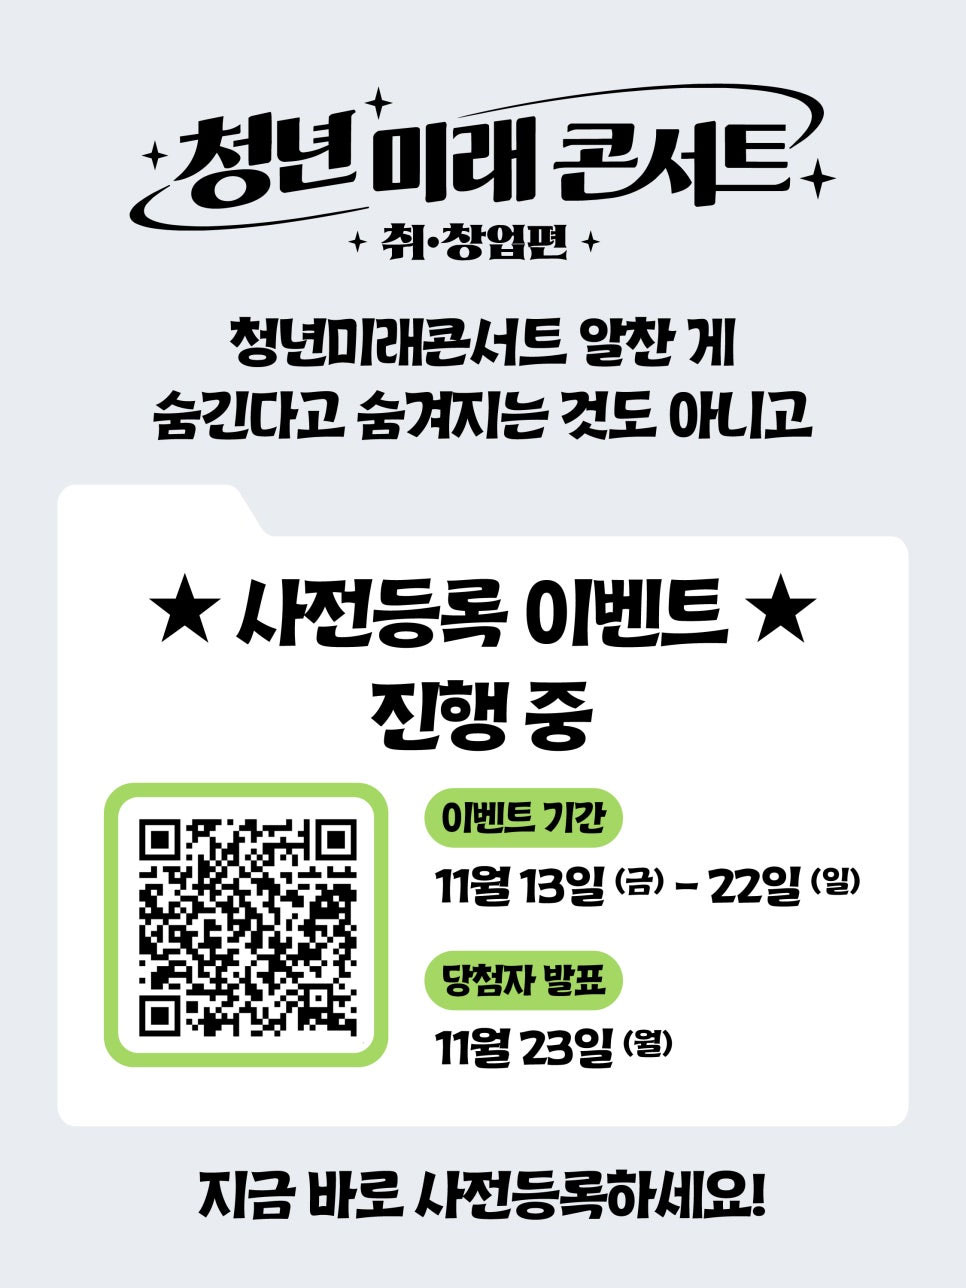 청년 미래 콘서트
취·창업편
청년미래콘서트 알찬 게
숨긴다고 숨겨지는 것도 아니고
★ 사전등록 이벤트 ★
진행 중
이벤트 기간
11월 13일 (금) – 22일 (일)
당첨자 발표
11월 23일 (월)
지금 바로 사전등록하세요!